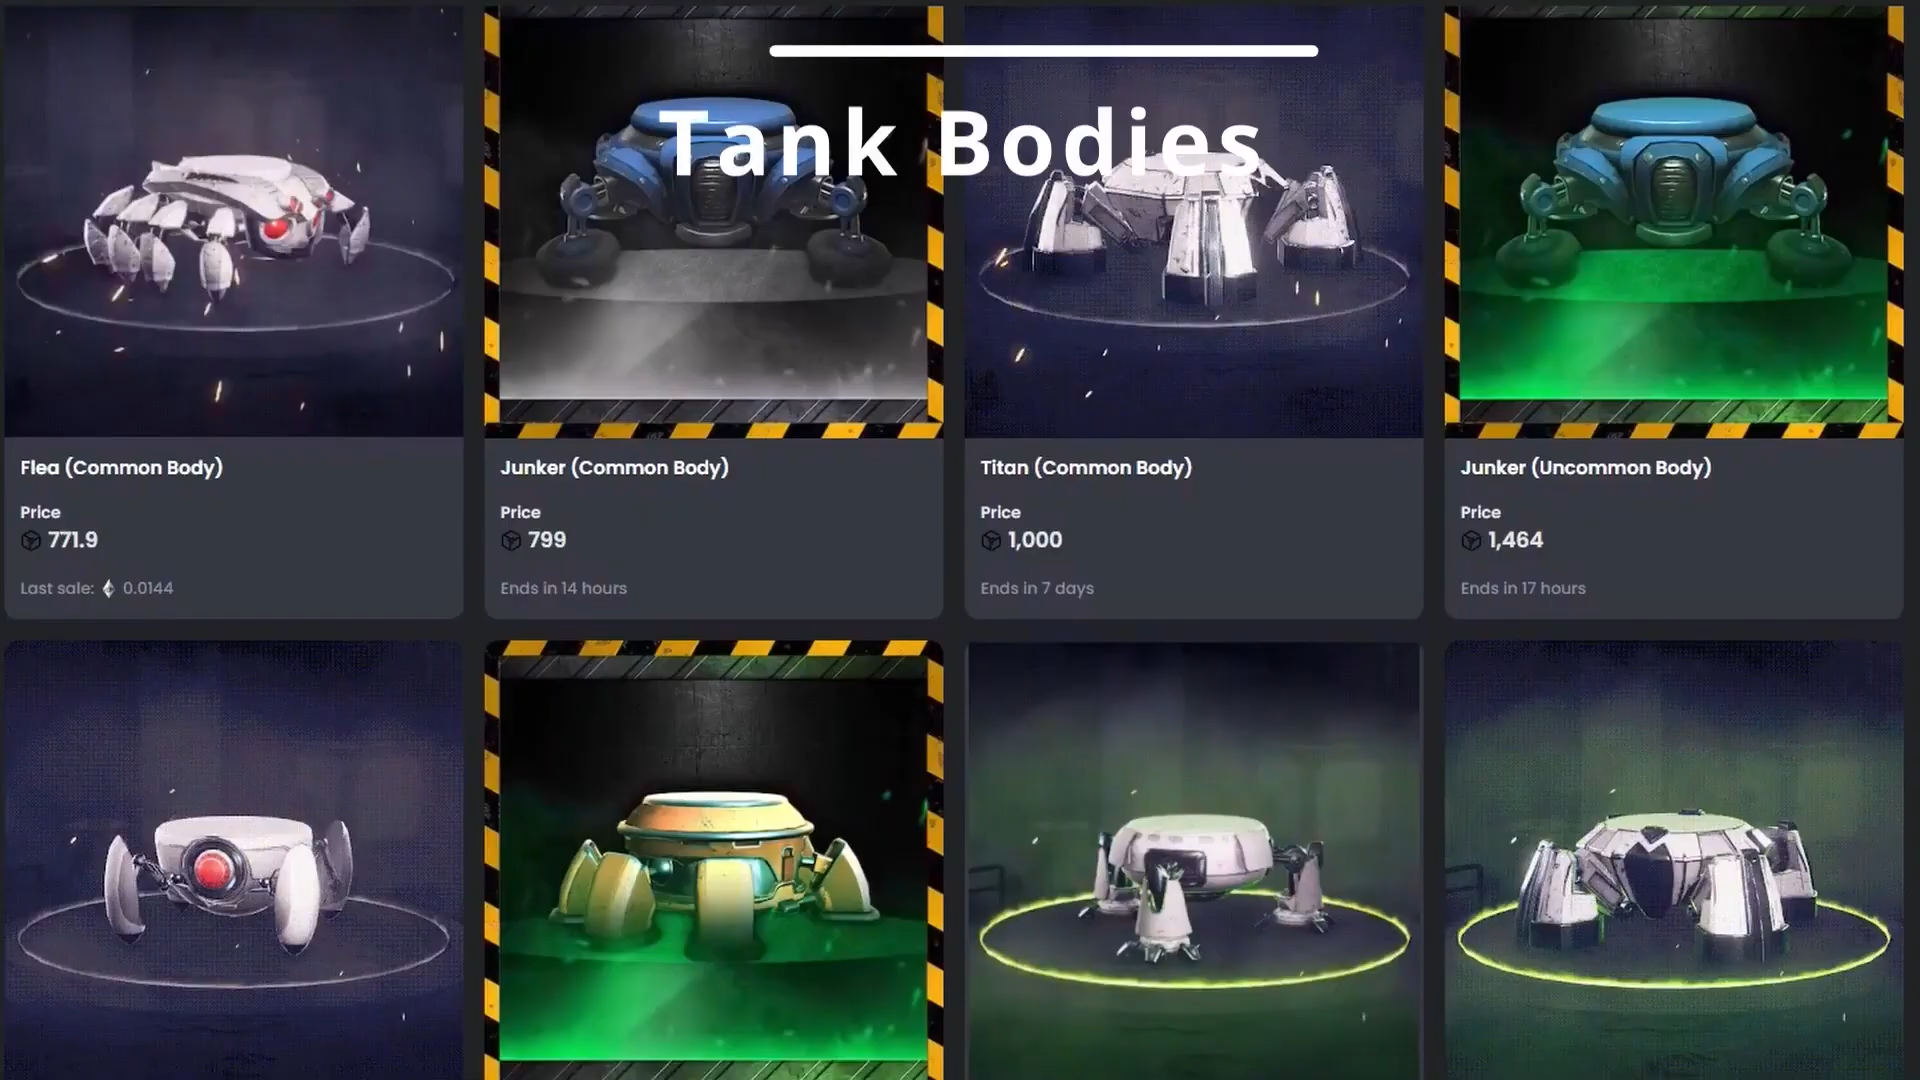 Tank Bodies
Flea (Common Body)
Price
771.9
Last sale: 0.0144
Junker (Common Body)
Price
799
Ends in 14 hours
Titan (Common Body)
Price
1,000
Ends in 7 days
Junker (Uncommon Body)
Price
1,464
Ends in 17 hours